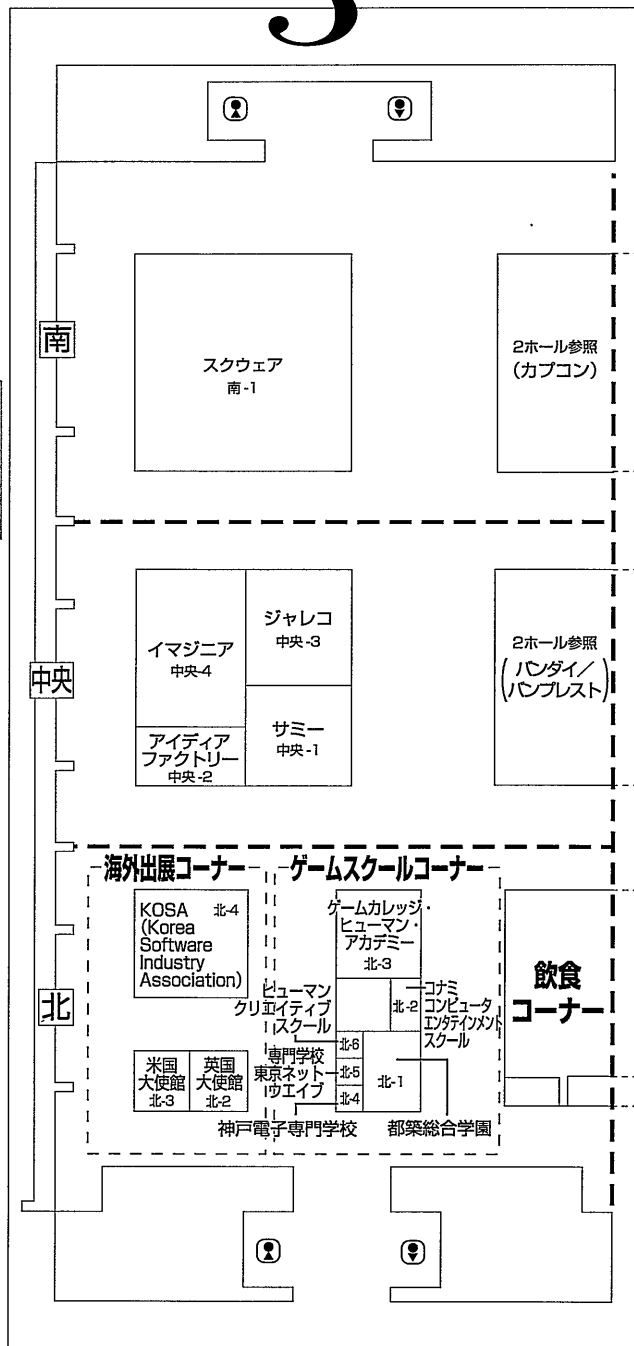 3
南
スクウェア
南-1
2ホール参照
(カプコン)
中央
イマジニア
中央-4
ジャレコ
中央-3
アイディア
ファクトリー
中央-2
サミー
中央-1
2ホール参照
(バンダイ/
バンプレスト)
北
海外出展コーナー
KOSA 北-4
(Korea
Software
Industry
Association)
米国
大使館
北-3
英国
大使館
北-2
ゲームスクールコーナー
ゲームカレッジ・
ヒューマン・
アカデミー
北-3
ヒューマン
クリエイティブ
スクール
北-2
コナミ
コンピュータ
エンタテインメント
スクール
北-6
専門学校
東京ネット
ウエイブ
北-5
北-4
北-1
神戸電子専門学校
都築総合学園
飲食
コーナー